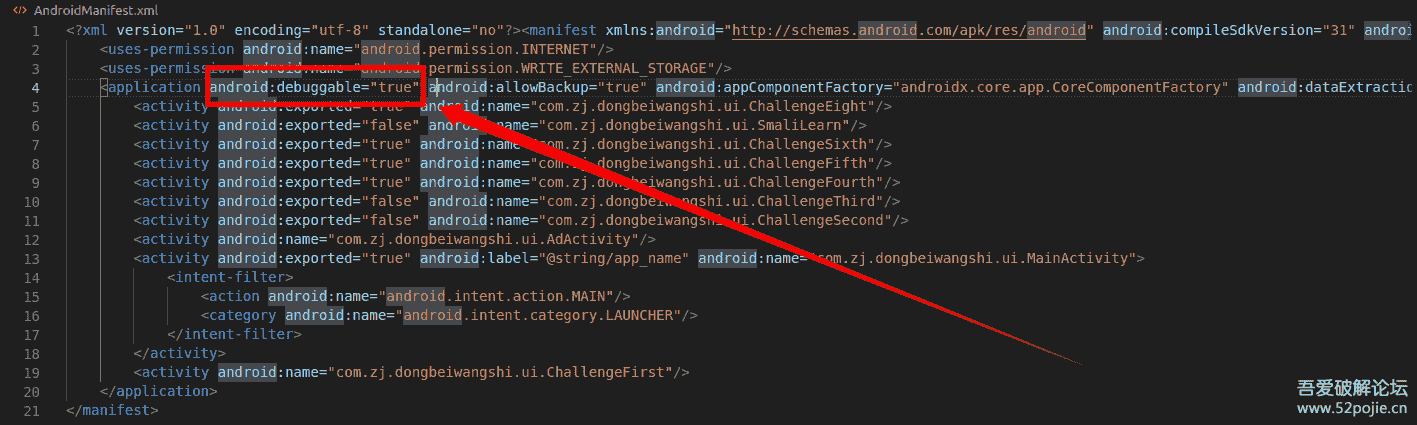 AndroidManifest.xml
1 <?xml version="1.0" encoding="utf-8" standalone="no"?><manifest xmlns:android="http://schemas.android.com/apk/res/android" android:compileSdkVersion="31" androi
2 <uses-permission android:name="android.permission.INTERNET"/>
3 <uses-permission android:name="android.permission.WRITE_EXTERNAL_STORAGE"/>
4 <application android:debuggable="true" android:allowBackup="true" android:appComponentFactory="androidx.core.app.CoreComponentFactory" android:dataExtractio
5 <activity android:exported="true" android:name="com.zj.dongbeiwangshi.ui.ChallengeEight"/>
6 <activity android:exported="false" android:name="com.zj.dongbeiwangshi.ui.SmaliLearn"/>
7 <activity android:exported="true" android:name="com.zj.dongbeiwangshi.ui.ChallengeSixth"/>
8 <activity android:exported="true" android:name="com.zj.dongbeiwangshi.ui.ChallengeFifth"/>
9 <activity android:exported="true" android:name="com.zj.dongbeiwangshi.ui.ChallengeFourth"/>
10 <activity android:exported="false" android:name="com.zj.dongbeiwangshi.ui.ChallengeThird"/>
11 <activity android:exported="false" android:name="com.zj.dongbeiwangshi.ui.ChallengeSecond"/>
12 <activity android:name="com.zj.dongbeiwangshi.ui.AdActivity"/>
13 <activity android:exported="true" android:label="@string/app_name" android:name="com.zj.dongbeiwangshi.ui.MainActivity">
14 <intent-filter>
15 <action android:name="android.intent.action.MAIN"/>
16 <category android:name="android.intent.category.LAUNCHER"/>
17 </intent-filter>
18 </activity>
19 <activity android:name="com.zj.dongbeiwangshi.ui.ChallengeFirst"/>
20 </application>
21 </manifest>
吾爱破解论坛
www.52pojie.cn